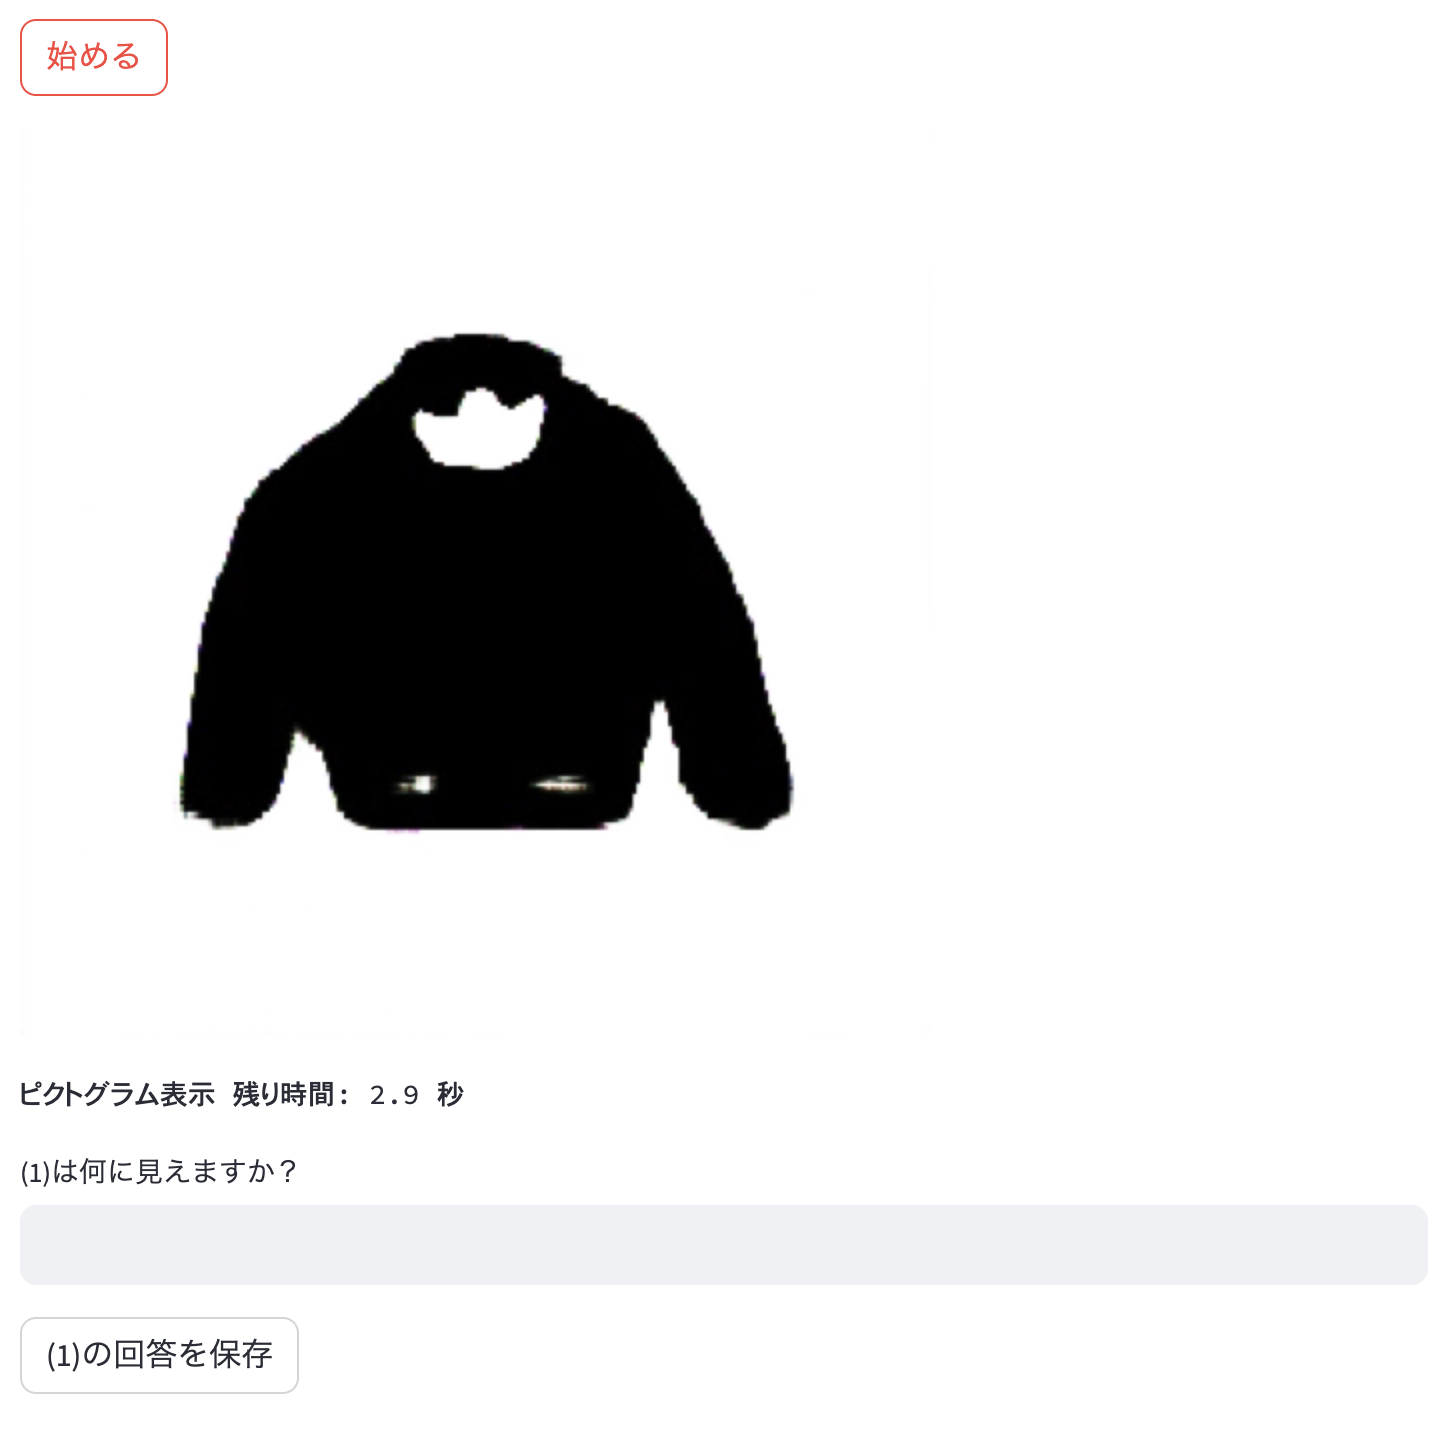 始める
ピクトグラム表示 残り時間: 2.9 秒
(1)は何に見えますか？
(1)の回答を保存